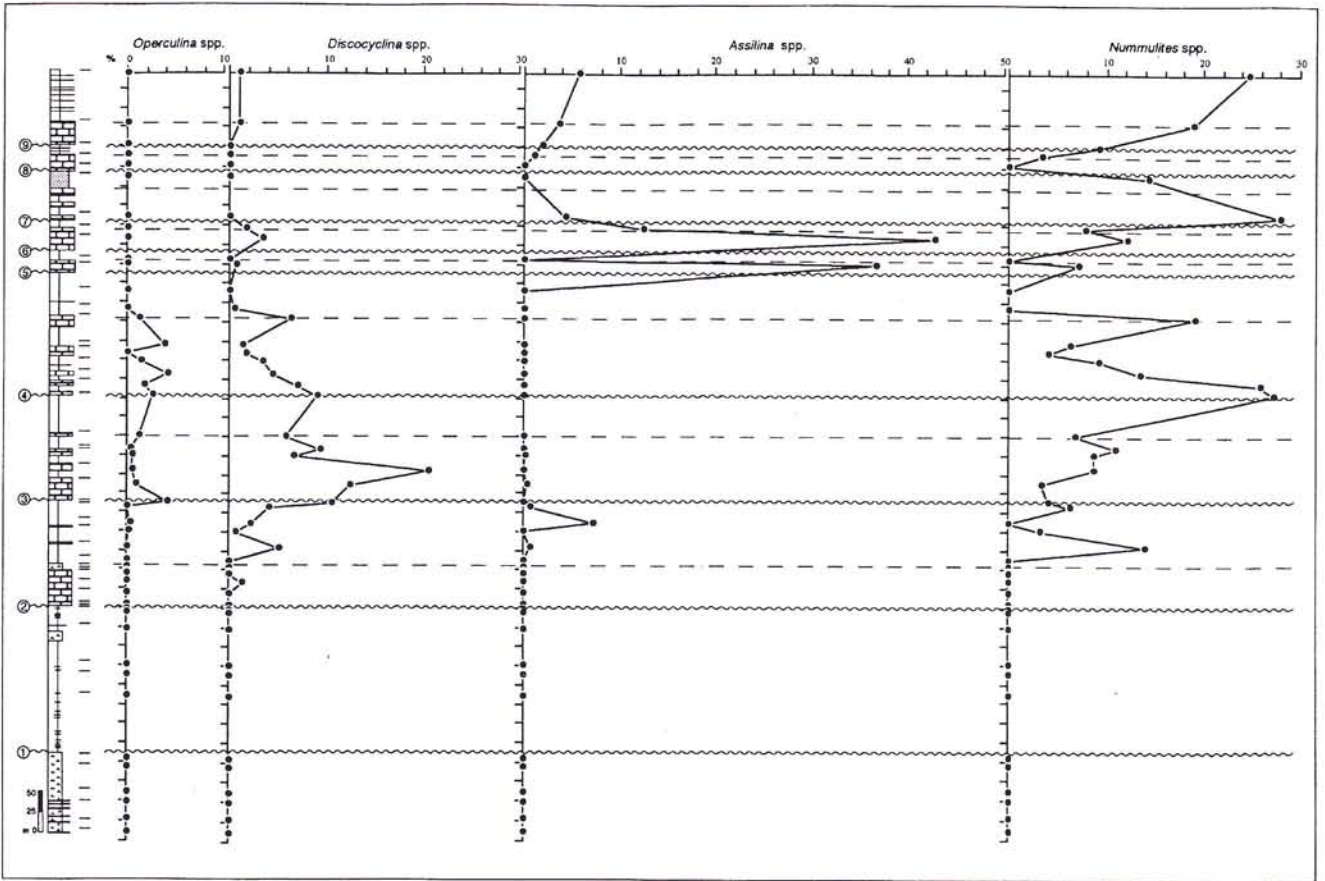 Operculina spp.
Discocyclina spp.
Assilina spp.
Nummulites spp.
% 0 10 10 20 30 10 20 30 40 50 10 20 30
⑨
⑧
⑦
⑥
⑤
④
③
②
①
50
25
m 0